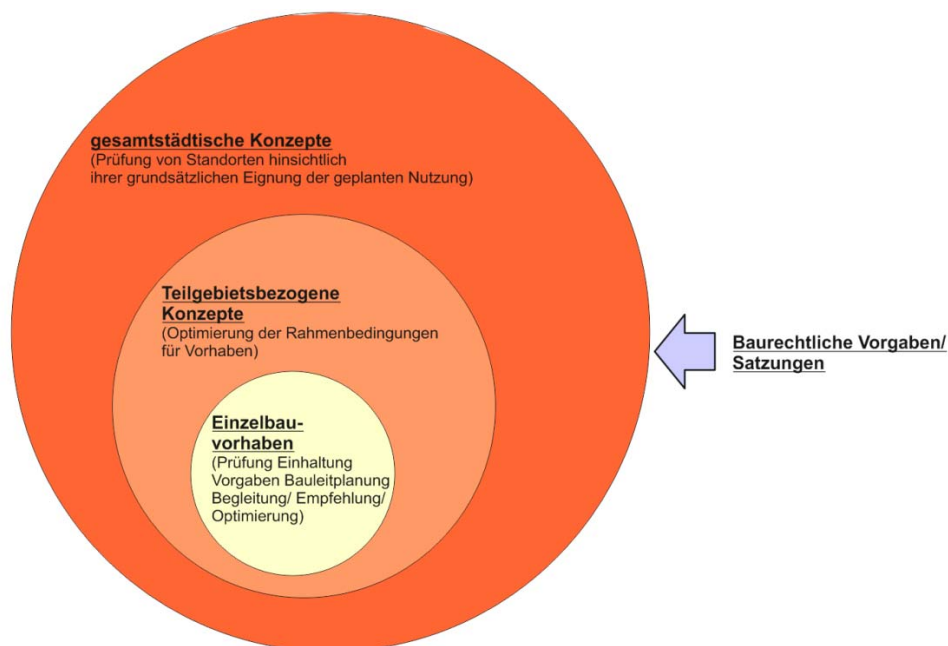 gesamtstädtische Konzepte
(Prüfung von Standorten hinsichtlich
ihrer grundsätzlichen Eignung der geplanten Nutzung)
Teilgebietsbezogene
Konzepte
(Optimierung der Rahmenbedingungen
für Vorhaben)
Einzelbau-
vorhaben
(Prüfung Einhaltung
Vorgaben Bauleitplanung
Begleitung/ Empfehlung/
Optimierung)
Baurechtliche Vorgaben/
Satzungen